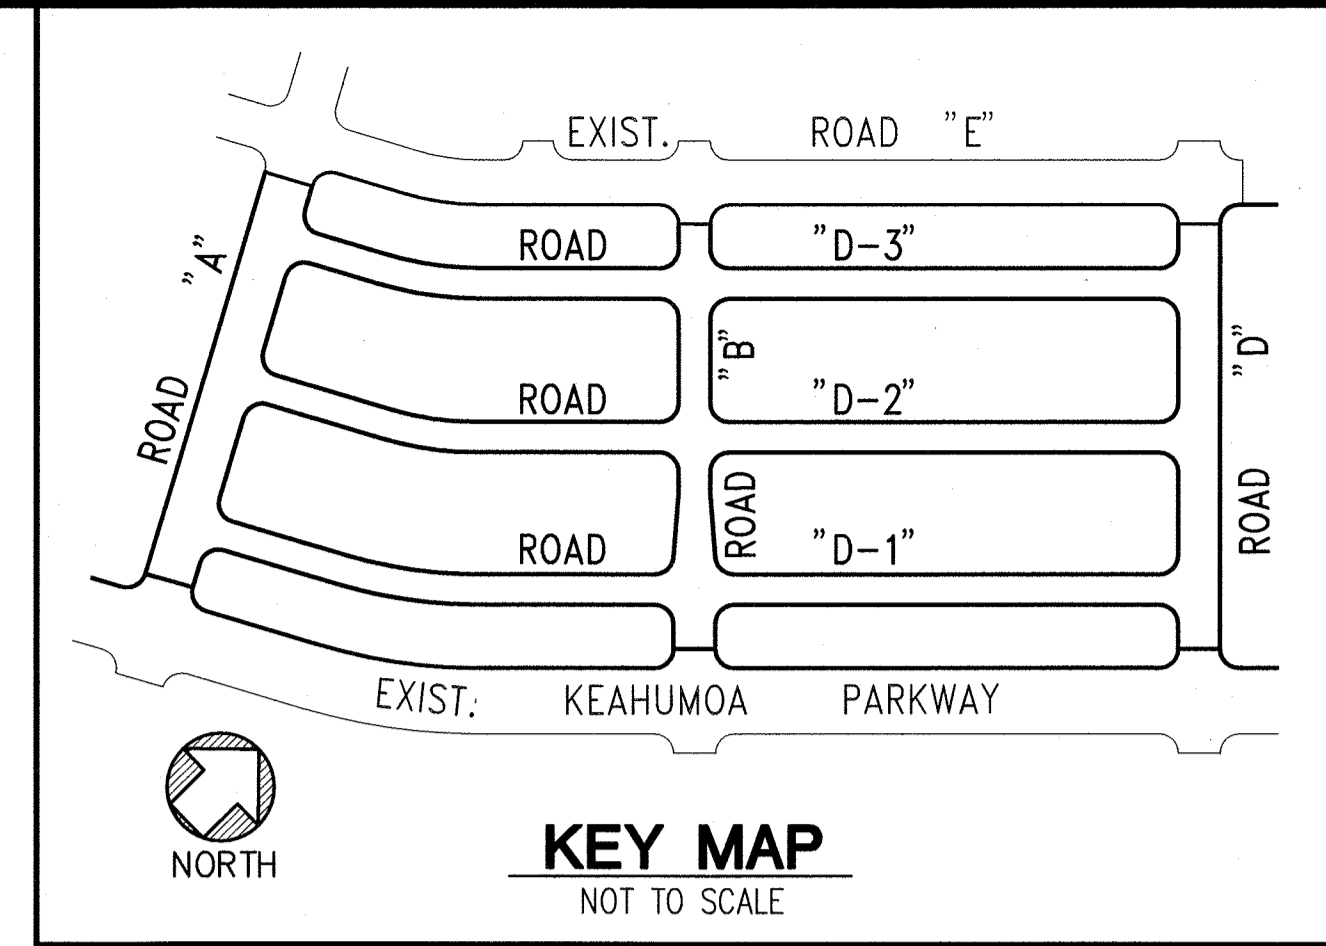 EXIST. ROAD "E"
ROAD "A"
ROAD "D-3"
ROAD "B"
ROAD "D"
ROAD "D-2"
ROAD "D-1"
EXIST. KEAHUMOA PARKWAY
NORTH
KEY MAP
NOT TO SCALE